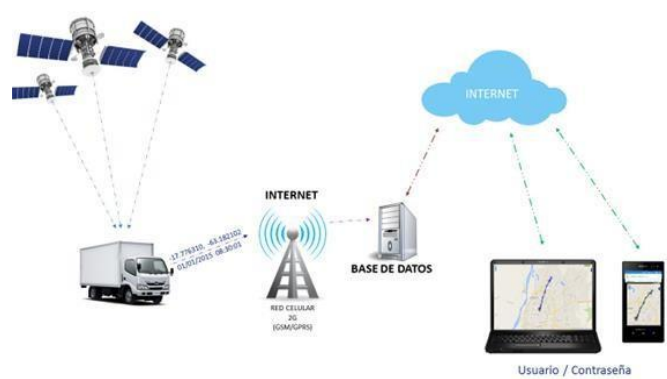 INTERNET
INTERNET
-17.776310, -63.182102
01/01/2015 08:30:01
BASE DE DATOS
RED CELULAR
2G
(GSM/GPRS)
Usuario / Contraseña